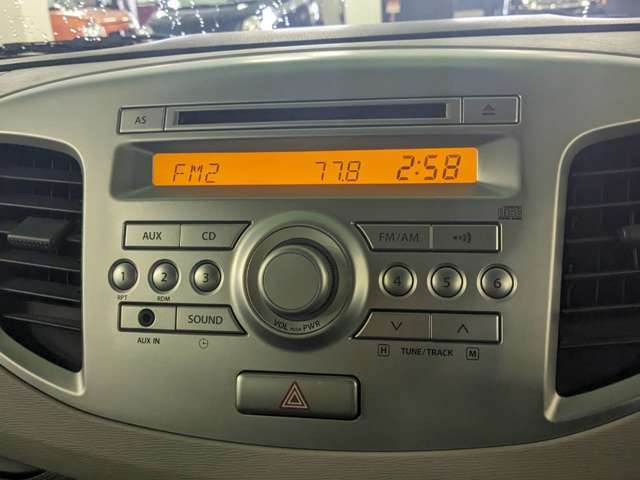 AS
FM2 77.8 2:58
AUX CD FM/AM
1 2 3 4 5 6
RPT RDM
SOUND
AUX IN
VOL PUSH PWR
H TUNE/TRACK M